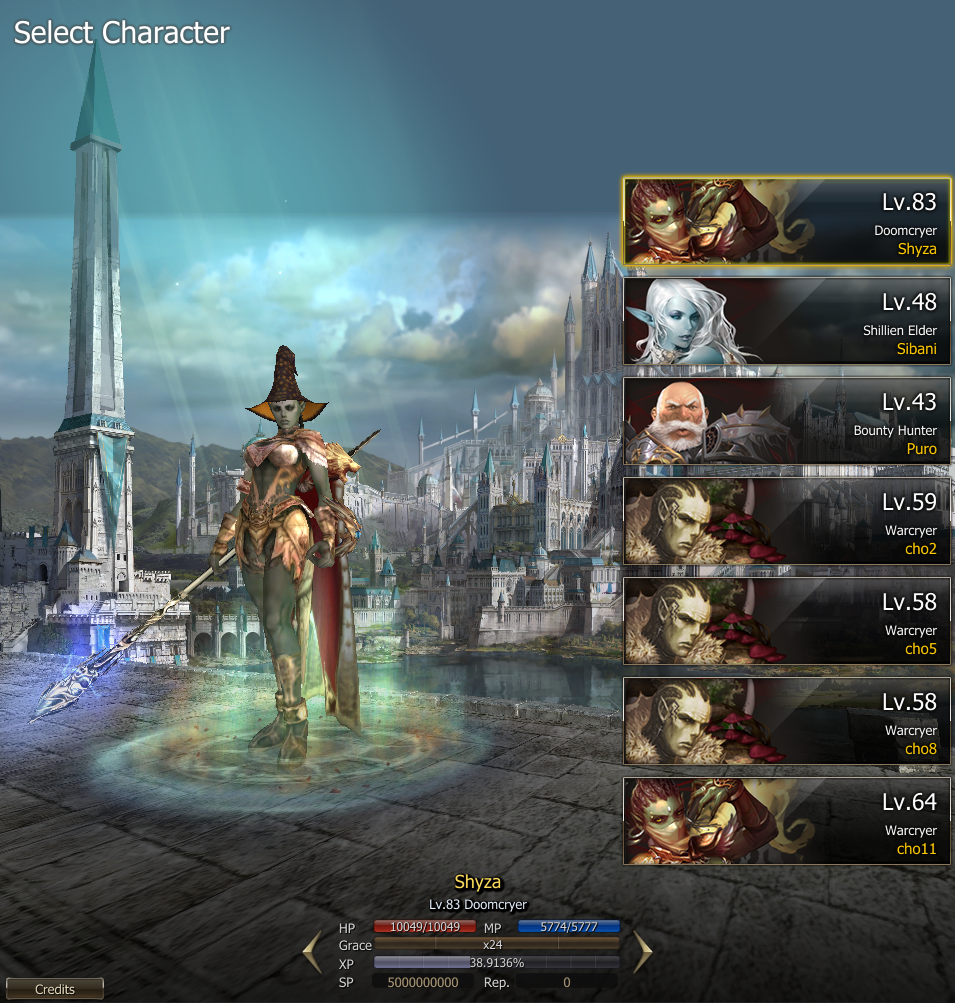 Select Character
Lv.83
Doomcryer
Shyza
Lv.48
Shillien Elder
Sibani
Lv.43
Bounty Hunter
Puro
Lv.59
Warcryer
cho2
Lv.58
Warcryer
cho5
Lv.58
Warcryer
cho8
Lv.64
Warcryer
cho11
Shyza
Lv.83 Doomcryer
HP 10049/10049 MP 5774/5777
Grace x24
XP 38.9136%
SP 5000000000 Rep. 0
Credits